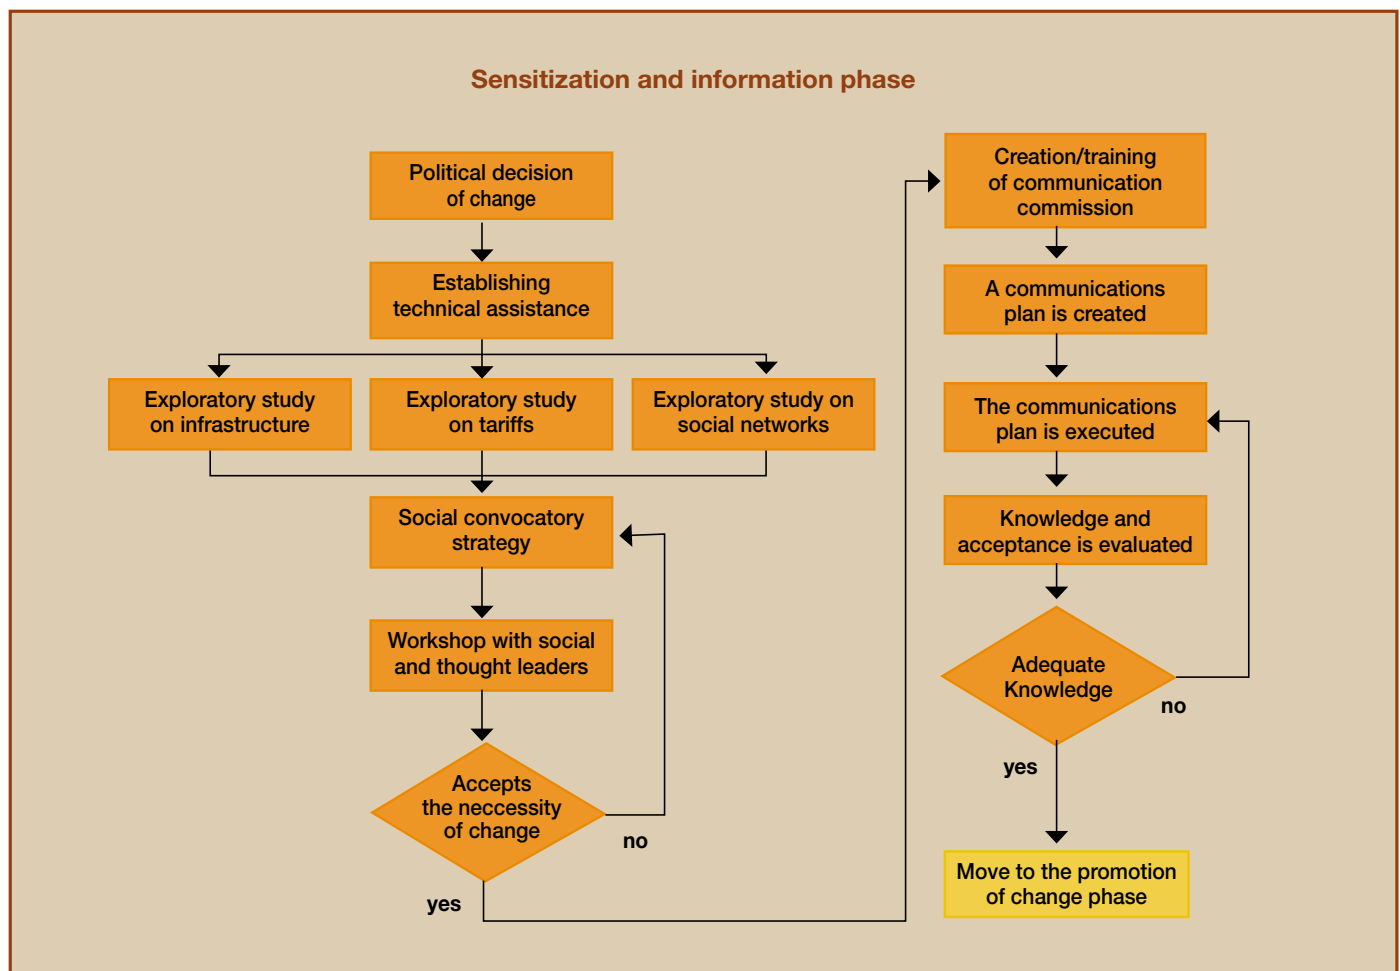 Sensitization and information phase
Political decision
of change
Establishing
technical assistance
Exploratory study
on infrastructure
Exploratory study
on tariffs
Exploratory study on
social networks
Social convocatory
strategy
Workshop with social
and thought leaders
Accepts
the neccessity
of change
no
yes
Creation/training
of communication
commission
A communications
plan is created
The communications
plan is executed
Knowledge and
acceptance is evaluated
Adequate
Knowledge
no
yes
Move to the promotion
of change phase